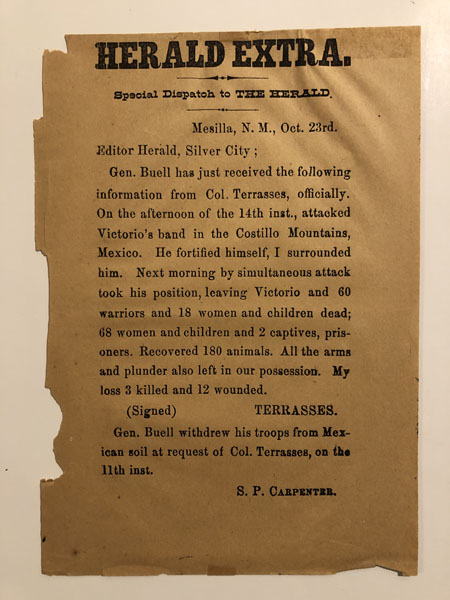 HERALD EXTRA.
Special Dispatch to THE HERALD.
Mesilla, N. M., Oct. 23rd.
Editor Herald, Silver City ;
Gen. Buell has just received the following
information from Col. Terrasses, officially.
On the afternoon of the 14th inst., attacked
Victorio's band in the Costillo Mountains,
Mexico. He fortified himself, I surrounded
him. Next morning by simultaneous attack
took his position, leaving Victorio and 60
warriors and 18 women and children dead;
68 women and children and 2 captives, pris-
oners. Recovered 180 animals. All the arms
and plunder also left in our possession. My
loss 3 killed and 12 wounded.
(Signed) TERRASSES.
Gen. Buell withdrew his troops from Mex-
ican soil at request of Col. Terrasses, on the
11th inst.
S. P. CARPENTER.